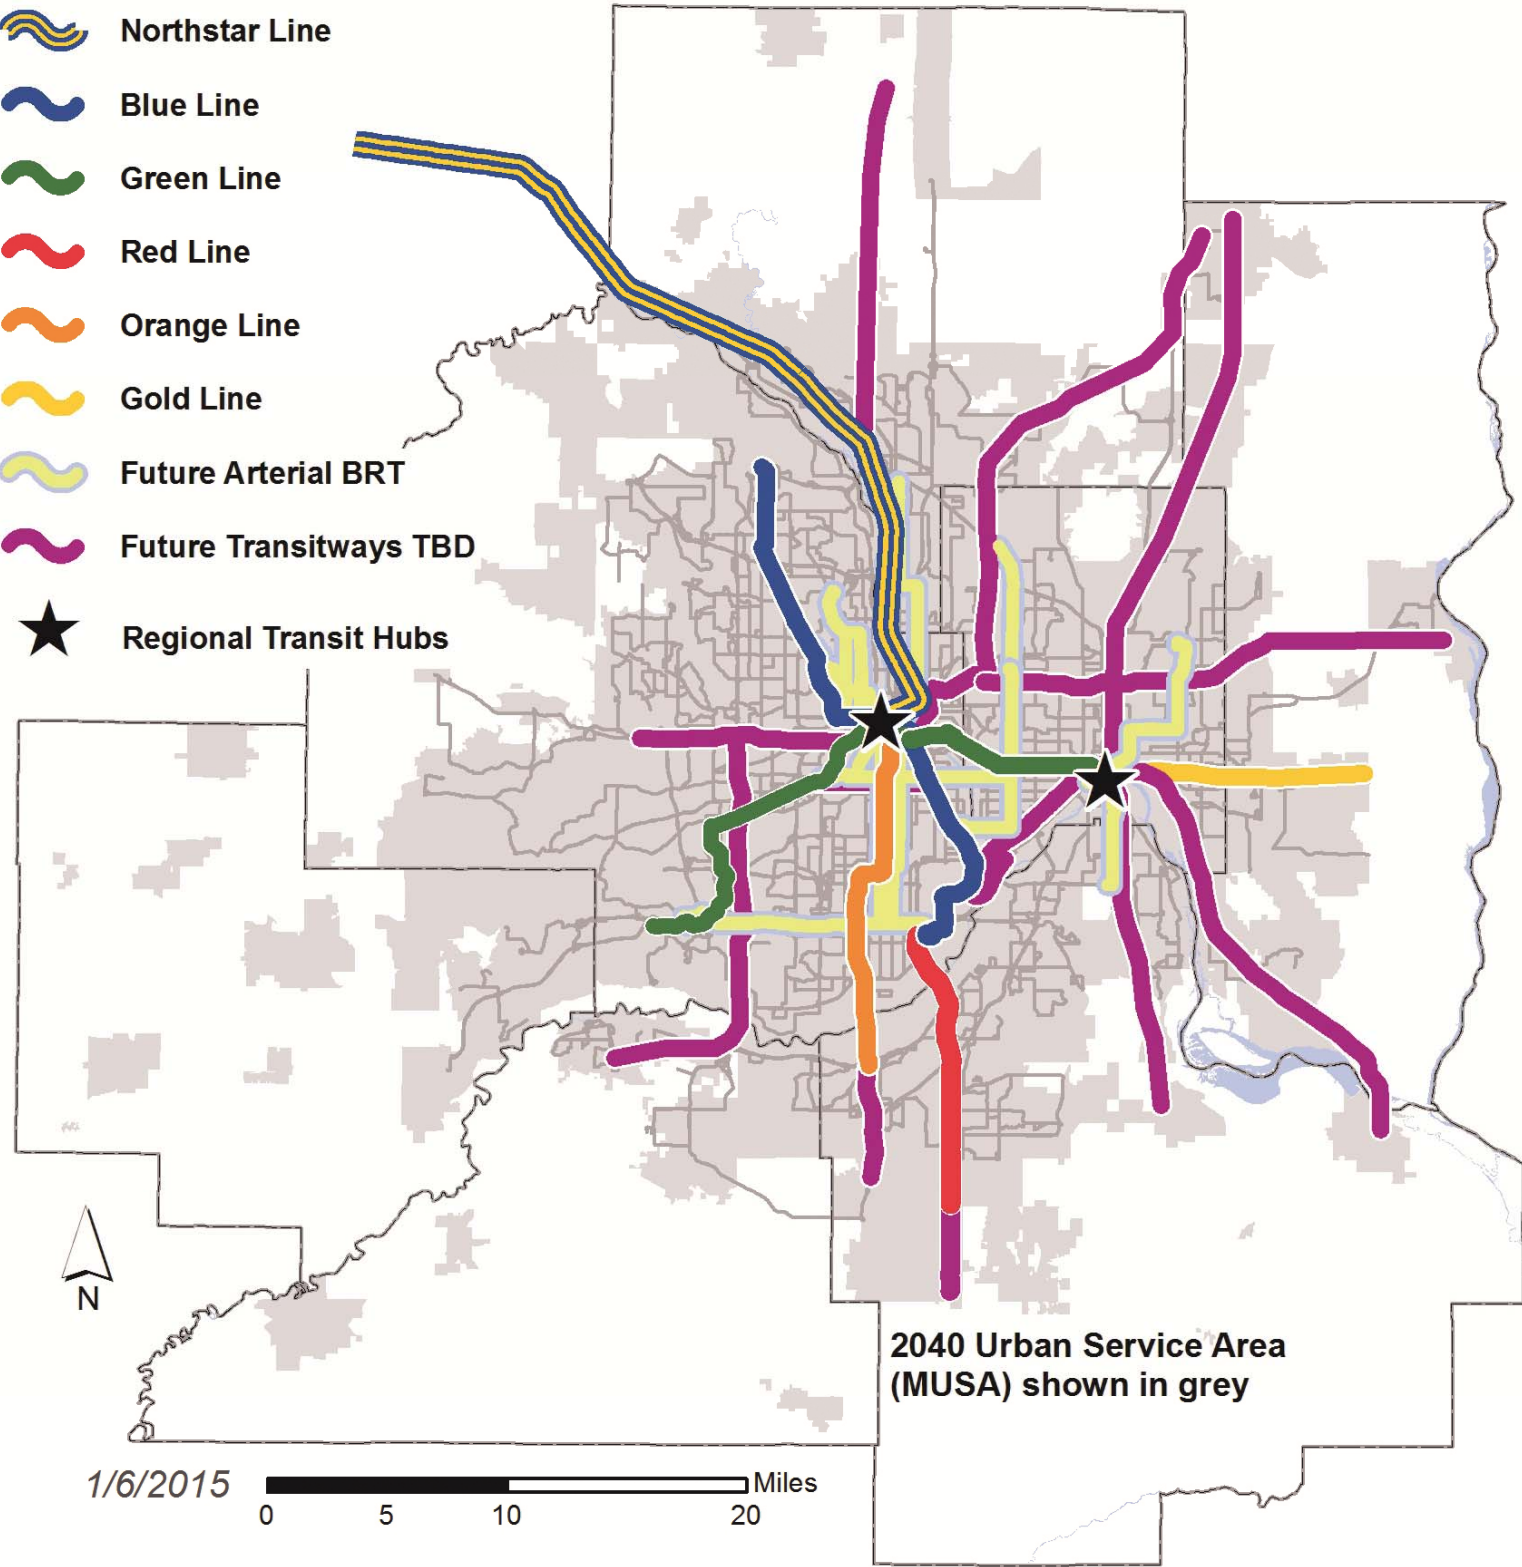 Northstar Line
Blue Line
Green Line
Red Line
Orange Line
Gold Line
Future Arterial BRT
Future Transitways TBD
Regional Transit Hubs
N
2040 Urban Service Area
(MUSA) shown in grey
1/6/2015
Miles
0 5 10 20